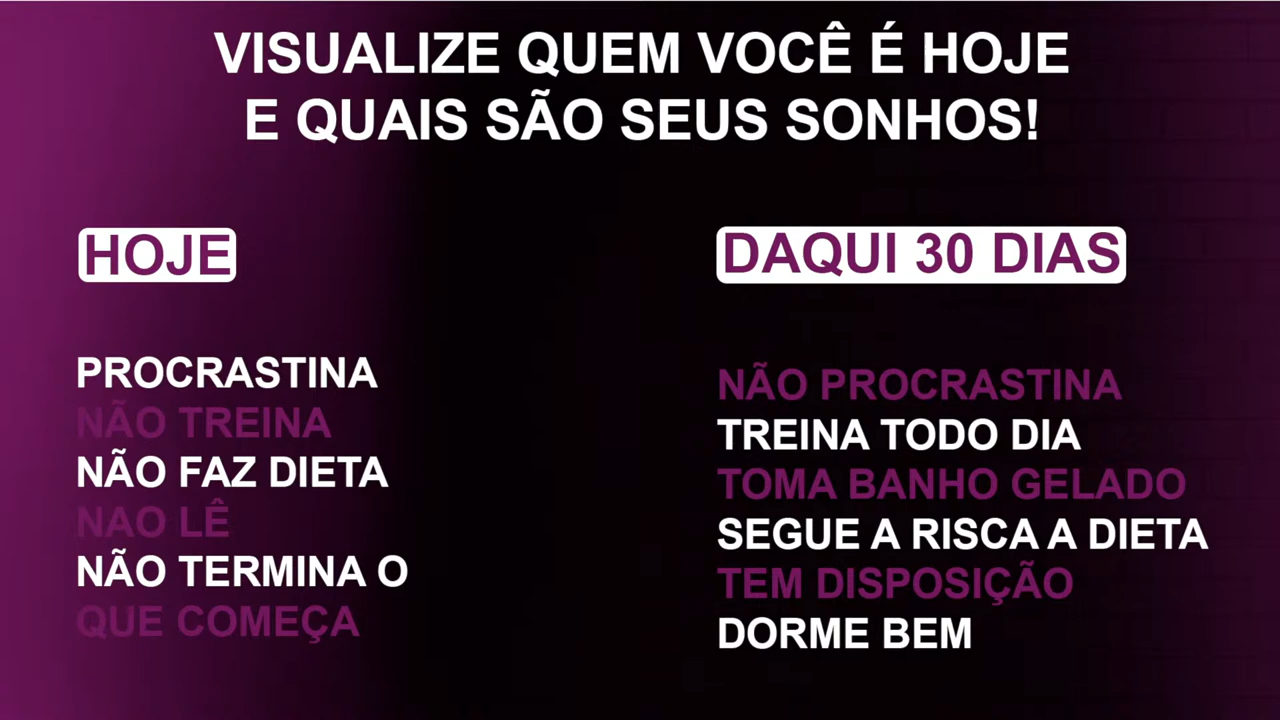 VISUALIZE QUEM VOCÊ É HOJE
E QUAIS SÃO SEUS SONHOS!
HOJE
PROCRASTINA
NÃO TREINA
NÃO FAZ DIETA
NAO LÊ
NÃO TERMINA O
QUE COMEÇA
DAQUI 30 DIAS
NÃO PROCRASTINA
TREINA TODO DIA
TOMA BANHO GELADO
SEGUE A RISCA A DIETA
TEM DISPOSIÇÃO
DORME BEM